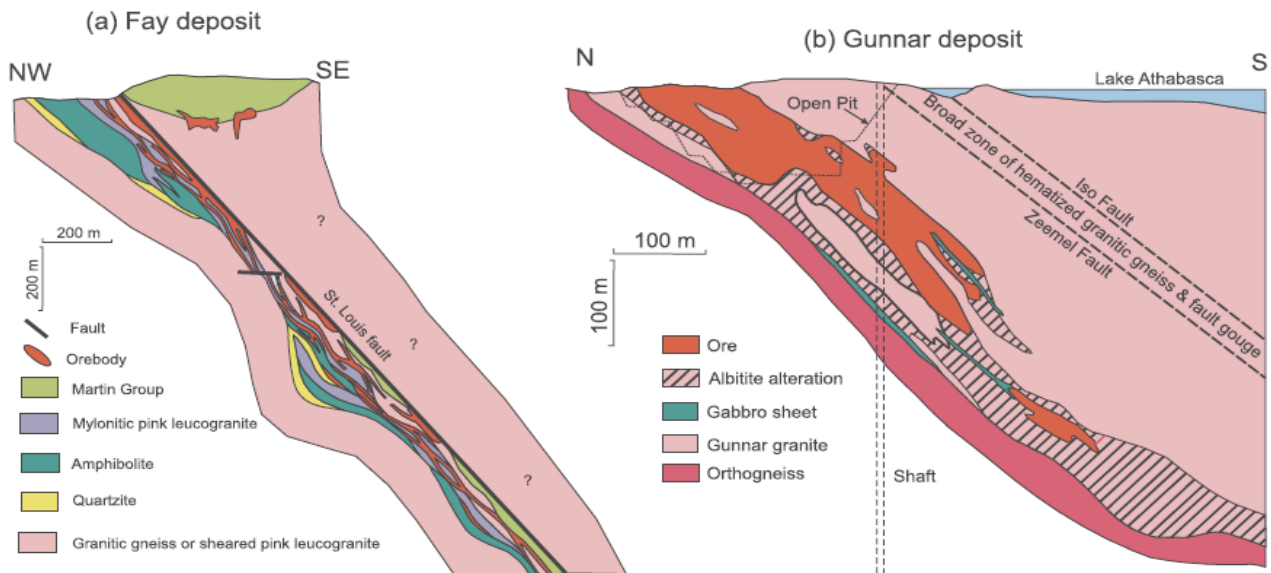 (a) Fay deposit
NW
SE
?
200 m
200 m
St. Louis fault
?
?
Fault
Orebody
Martin Group
Mylonitic pink leucogranite
Amphibolite
Quartzite
Granitic gneiss or sheared pink leucogranite
(b) Gunnar deposit
N
S
Lake Athabasca
Open Pit
Iso Fault
Broad zone of hematized granitic gneiss & fault gouge
Zeemel Fault
100 m
100 m
Ore
Albitite alteration
Gabbro sheet
Gunnar granite
Orthogneiss
Shaft